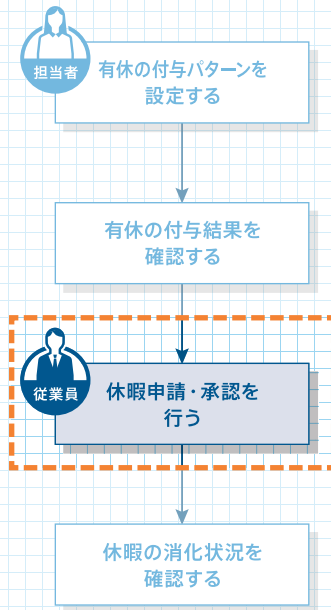 担当者
有休の付与パターンを
設定する
有休の付与結果を
確認する
従業員
休暇申請・承認を
行う
休暇の消化状況を
確認する